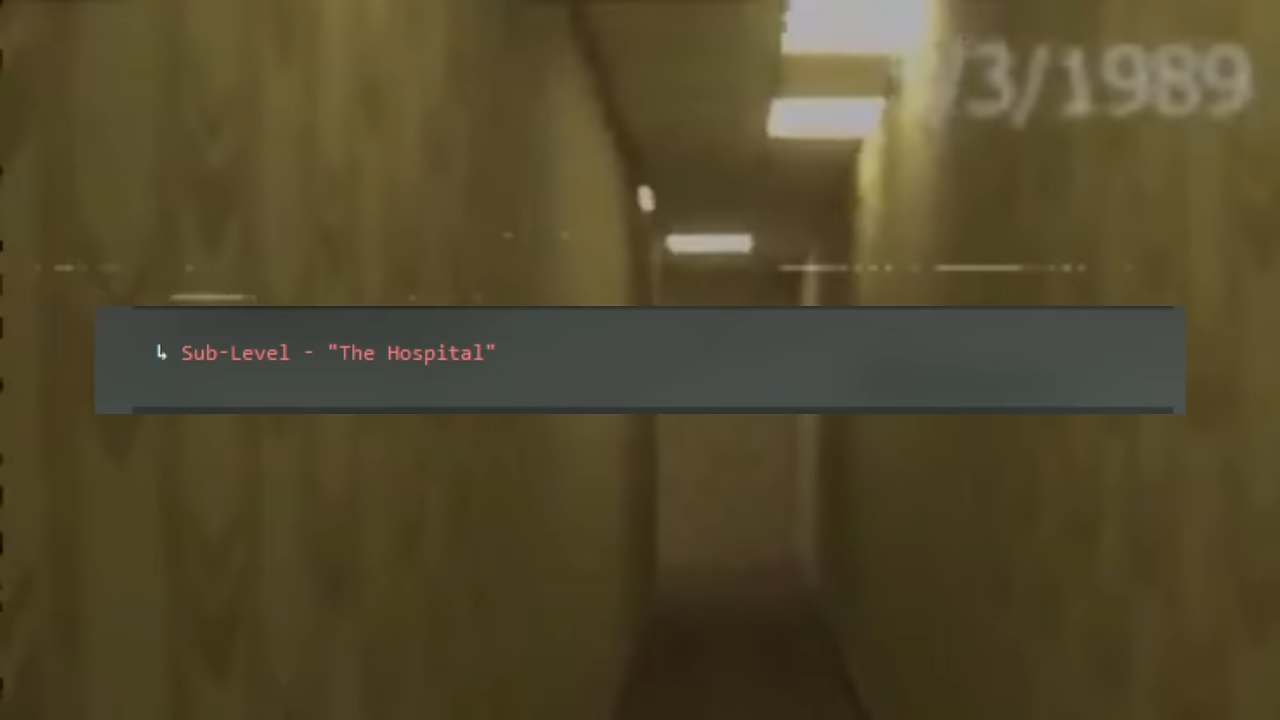 /3/1989
↳ Sub-Level - "The Hospital"